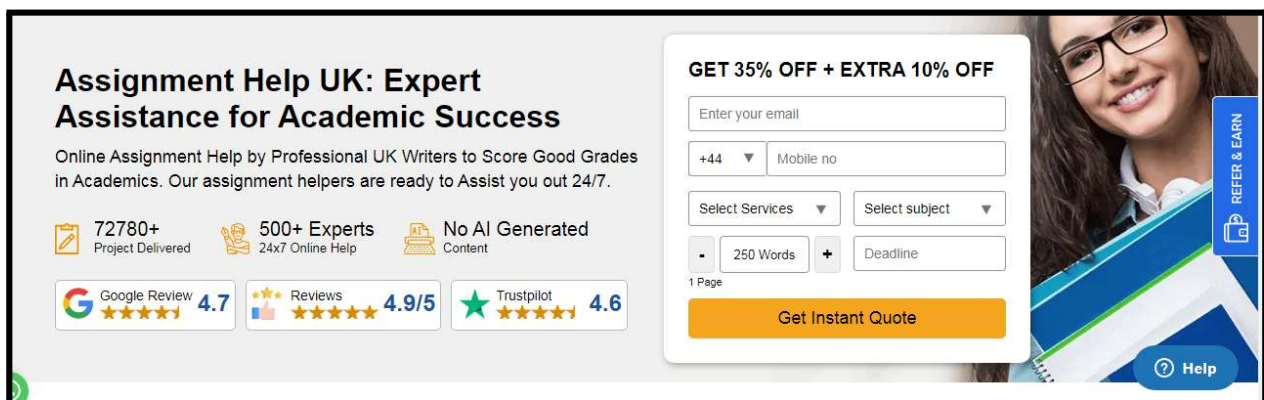 Assignment Help UK: Expert
Assistance for Academic Success
Online Assignment Help by Professional UK Writers to Score Good Grades
in Academics. Our assignment helpers are ready to Assist you out 24/7.
72780+
Project Delivered
500+ Experts
24x7 Online Help
AI
No AI Generated
Content
Google Review
4.7
Reviews
4.9/5
Trustpilot
4.6
GET 35% OFF + EXTRA 10% OFF
Enter your email
+44
Mobile no
Select Services
Select subject
- 250 Words +
Deadline
1 Page
Get Instant Quote
REFER & EARN
Help